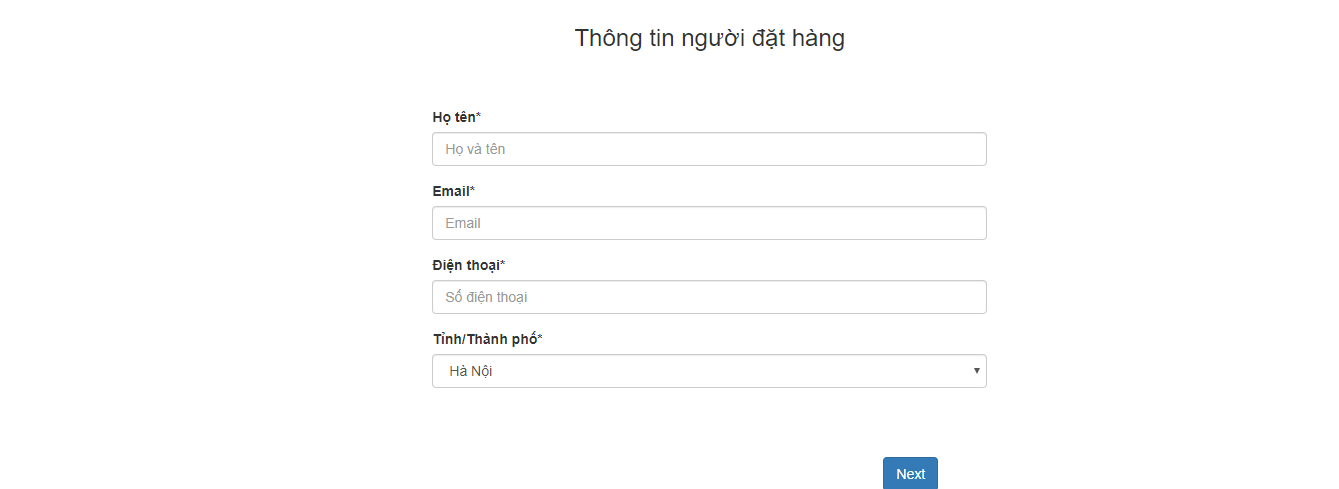 Thông tin người đặt hàng
Họ tên*
Họ và tên
Email*
Email
Điện thoại*
Số điện thoại
Tỉnh/Thành phố*
Hà Nội
Next